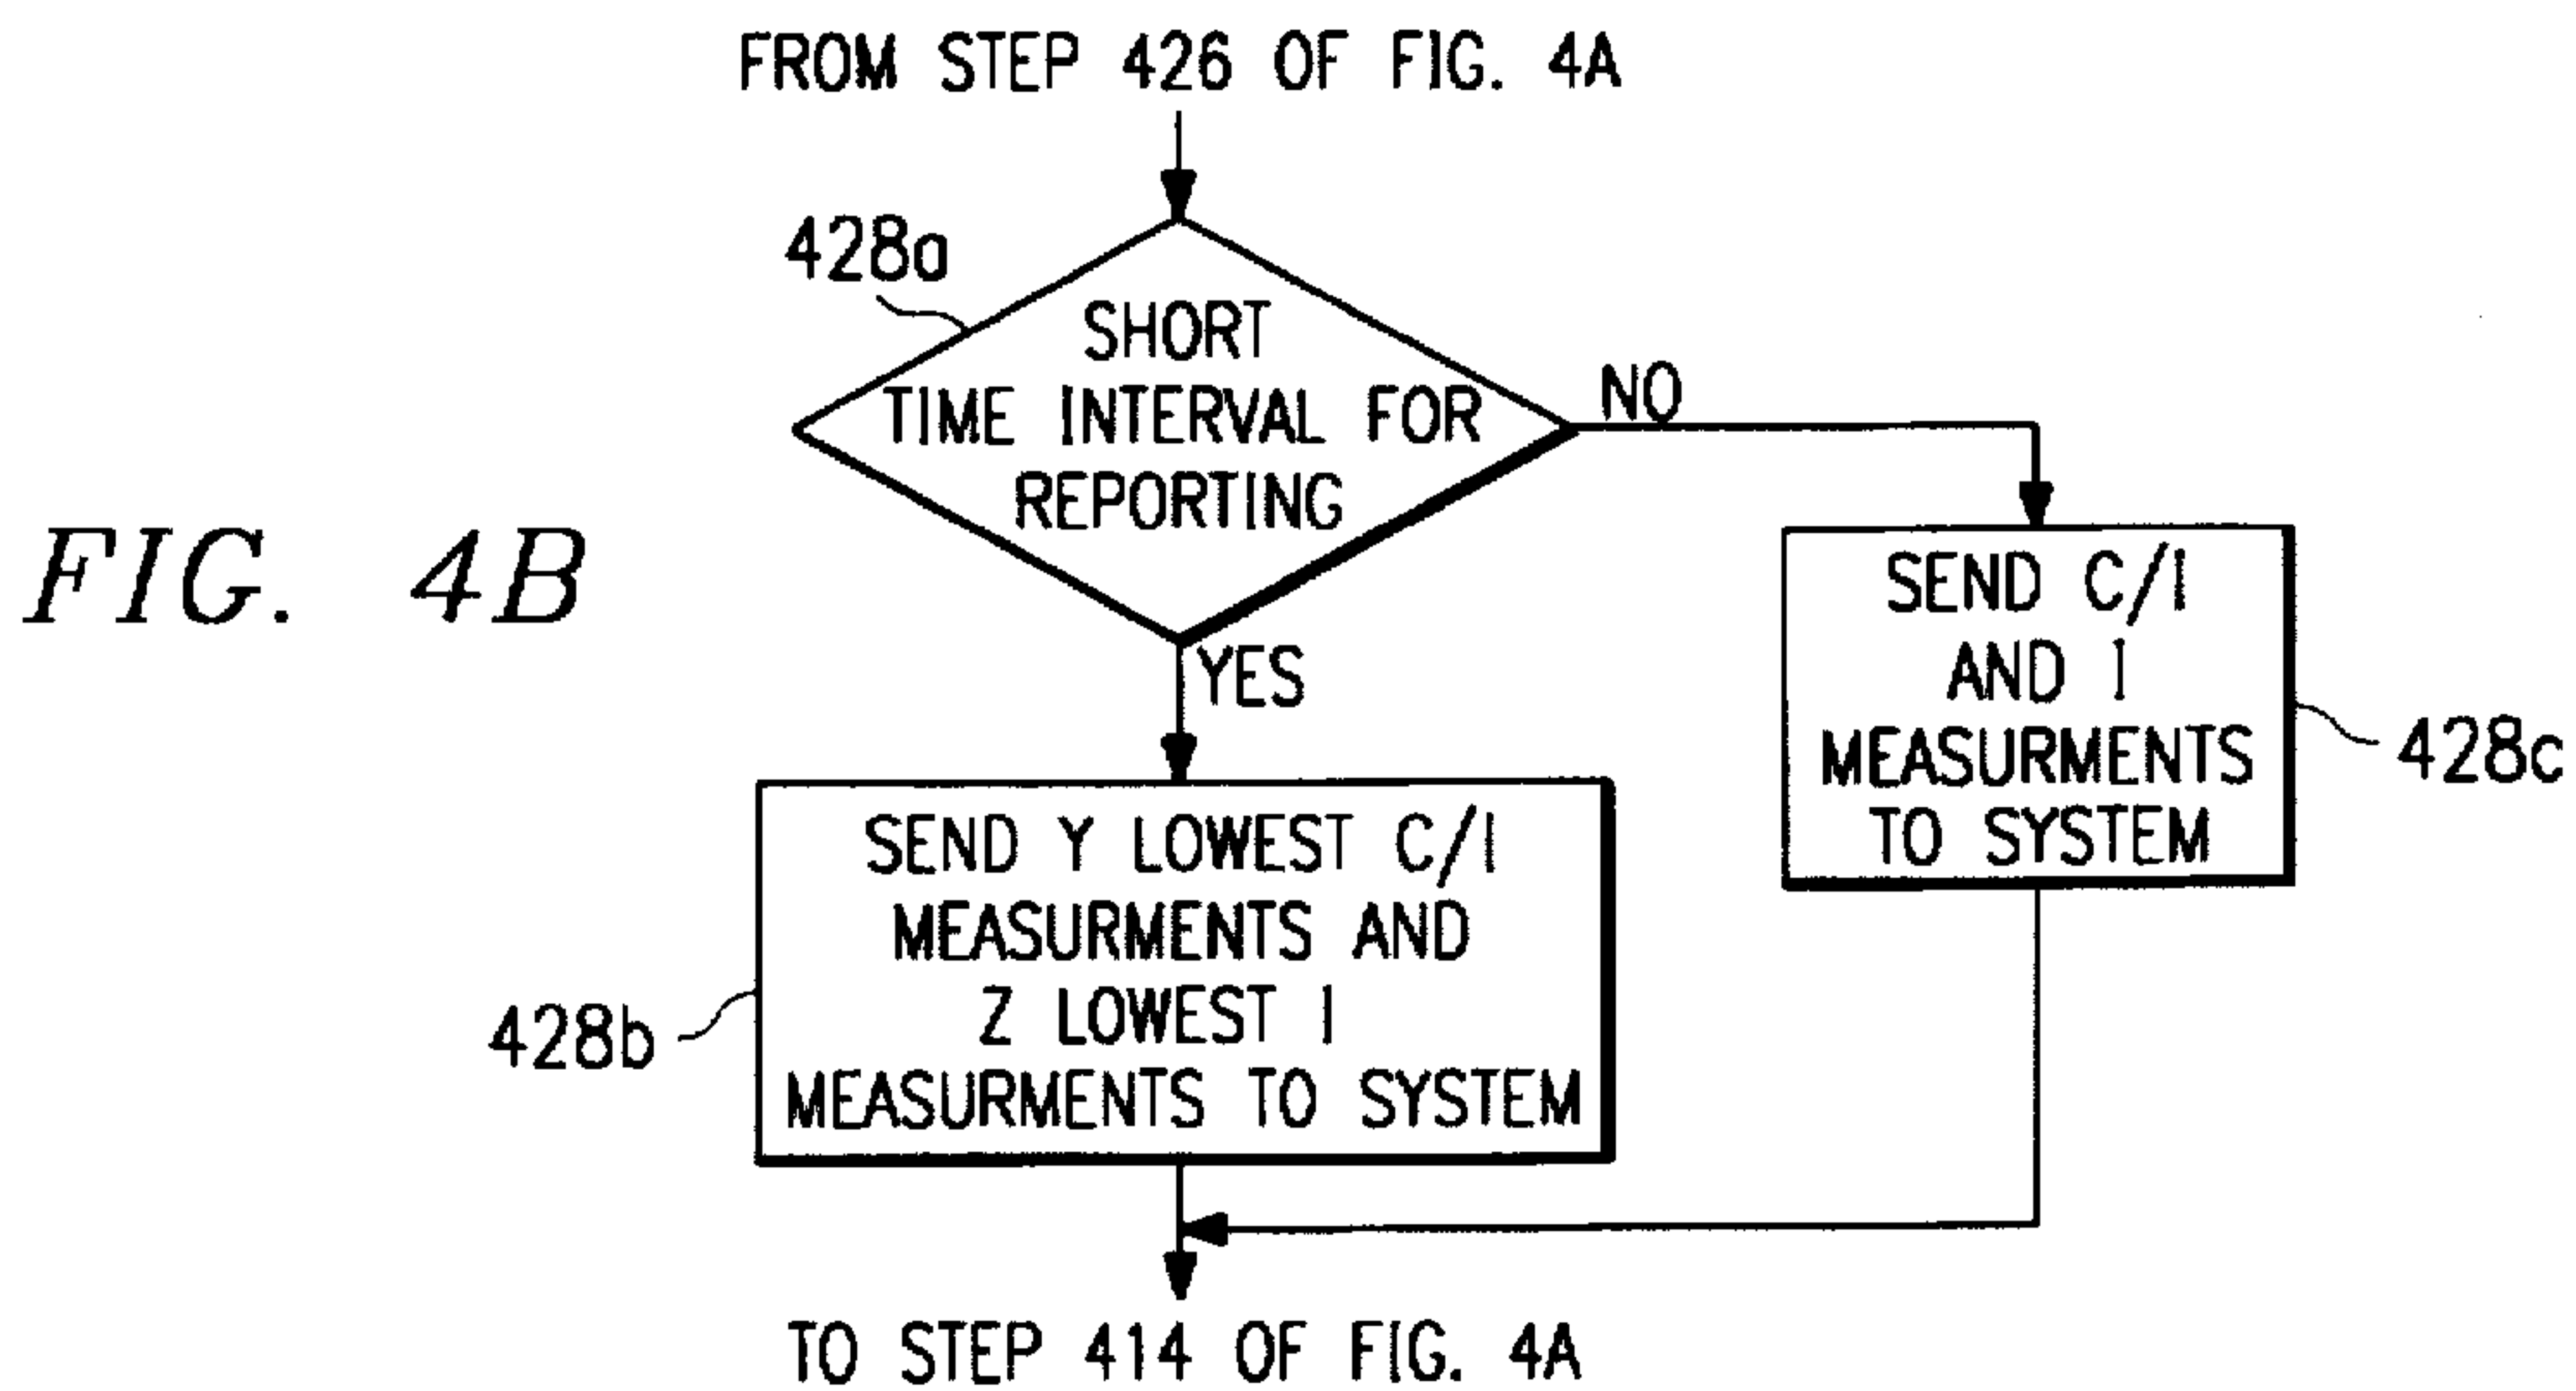 FROM STEP 426 OF FIG. 4A
428a
SHORT
TIME INTERVAL FOR
REPORTING
NO
YES
FIG. 4B
SEND C/I
AND I
MEASURMENTS
TO SYSTEM
428c
SEND Y LOWEST C/I
MEASURMENTS AND
Z LOWEST I
MEASURMENTS TO SYSTEM
428b
TO STEP 414 OF FIG. 4A